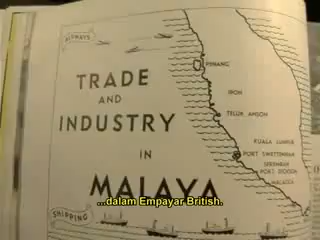 AIRWAYS
PENANG
TRADE
AND
INDUSTRY
IN
MALAYA
IPOH
TELUK ANSON
KUALA LUMPUR
PORT SWETTENHAM
SEREMBAN
PORT DICKSON
MALACCA
...dalam Empayar British.
SHIPPING